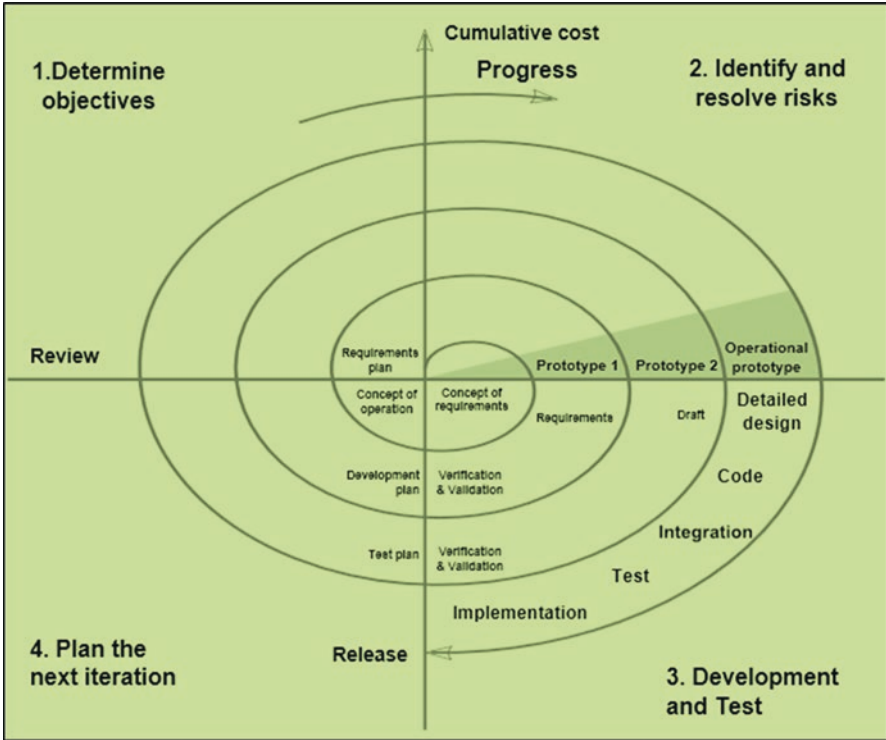 Cumulative cost
Progress
1.Determine
objectives
2. Identify and
resolve risks
Review
Requirements
plan
Prototype 1
Prototype 2
Operational
prototype
Concept of
operation
Concept of
requirements
Requirements
Draft
Detailed
design
Development
plan
Verification
& Validation
Code
Test plan
Verification
& Validation
Integration
Test
Implementation
Release
4. Plan the
next iteration
3. Development
and Test